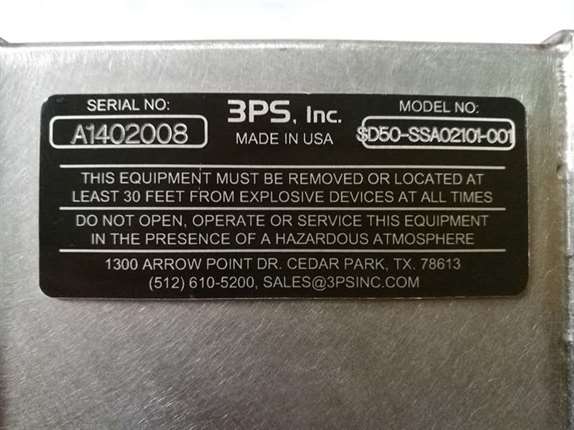 SERIAL NO: 3PS, Inc. MODEL NO:
A1402008 MADE IN USA SD50-SSA02101-001
THIS EQUIPMENT MUST BE REMOVED OR LOCATED AT
LEAST 30 FEET FROM EXPLOSIVE DEVICES AT ALL TIMES
DO NOT OPEN, OPERATE OR SERVICE THIS EQUIPMENT
IN THE PRESENCE OF A HAZARDOUS ATMOSPHERE
1300 ARROW POINT DR. CEDAR PARK, TX. 78613
(512) 610-5200, SALES@3PSINC.COM